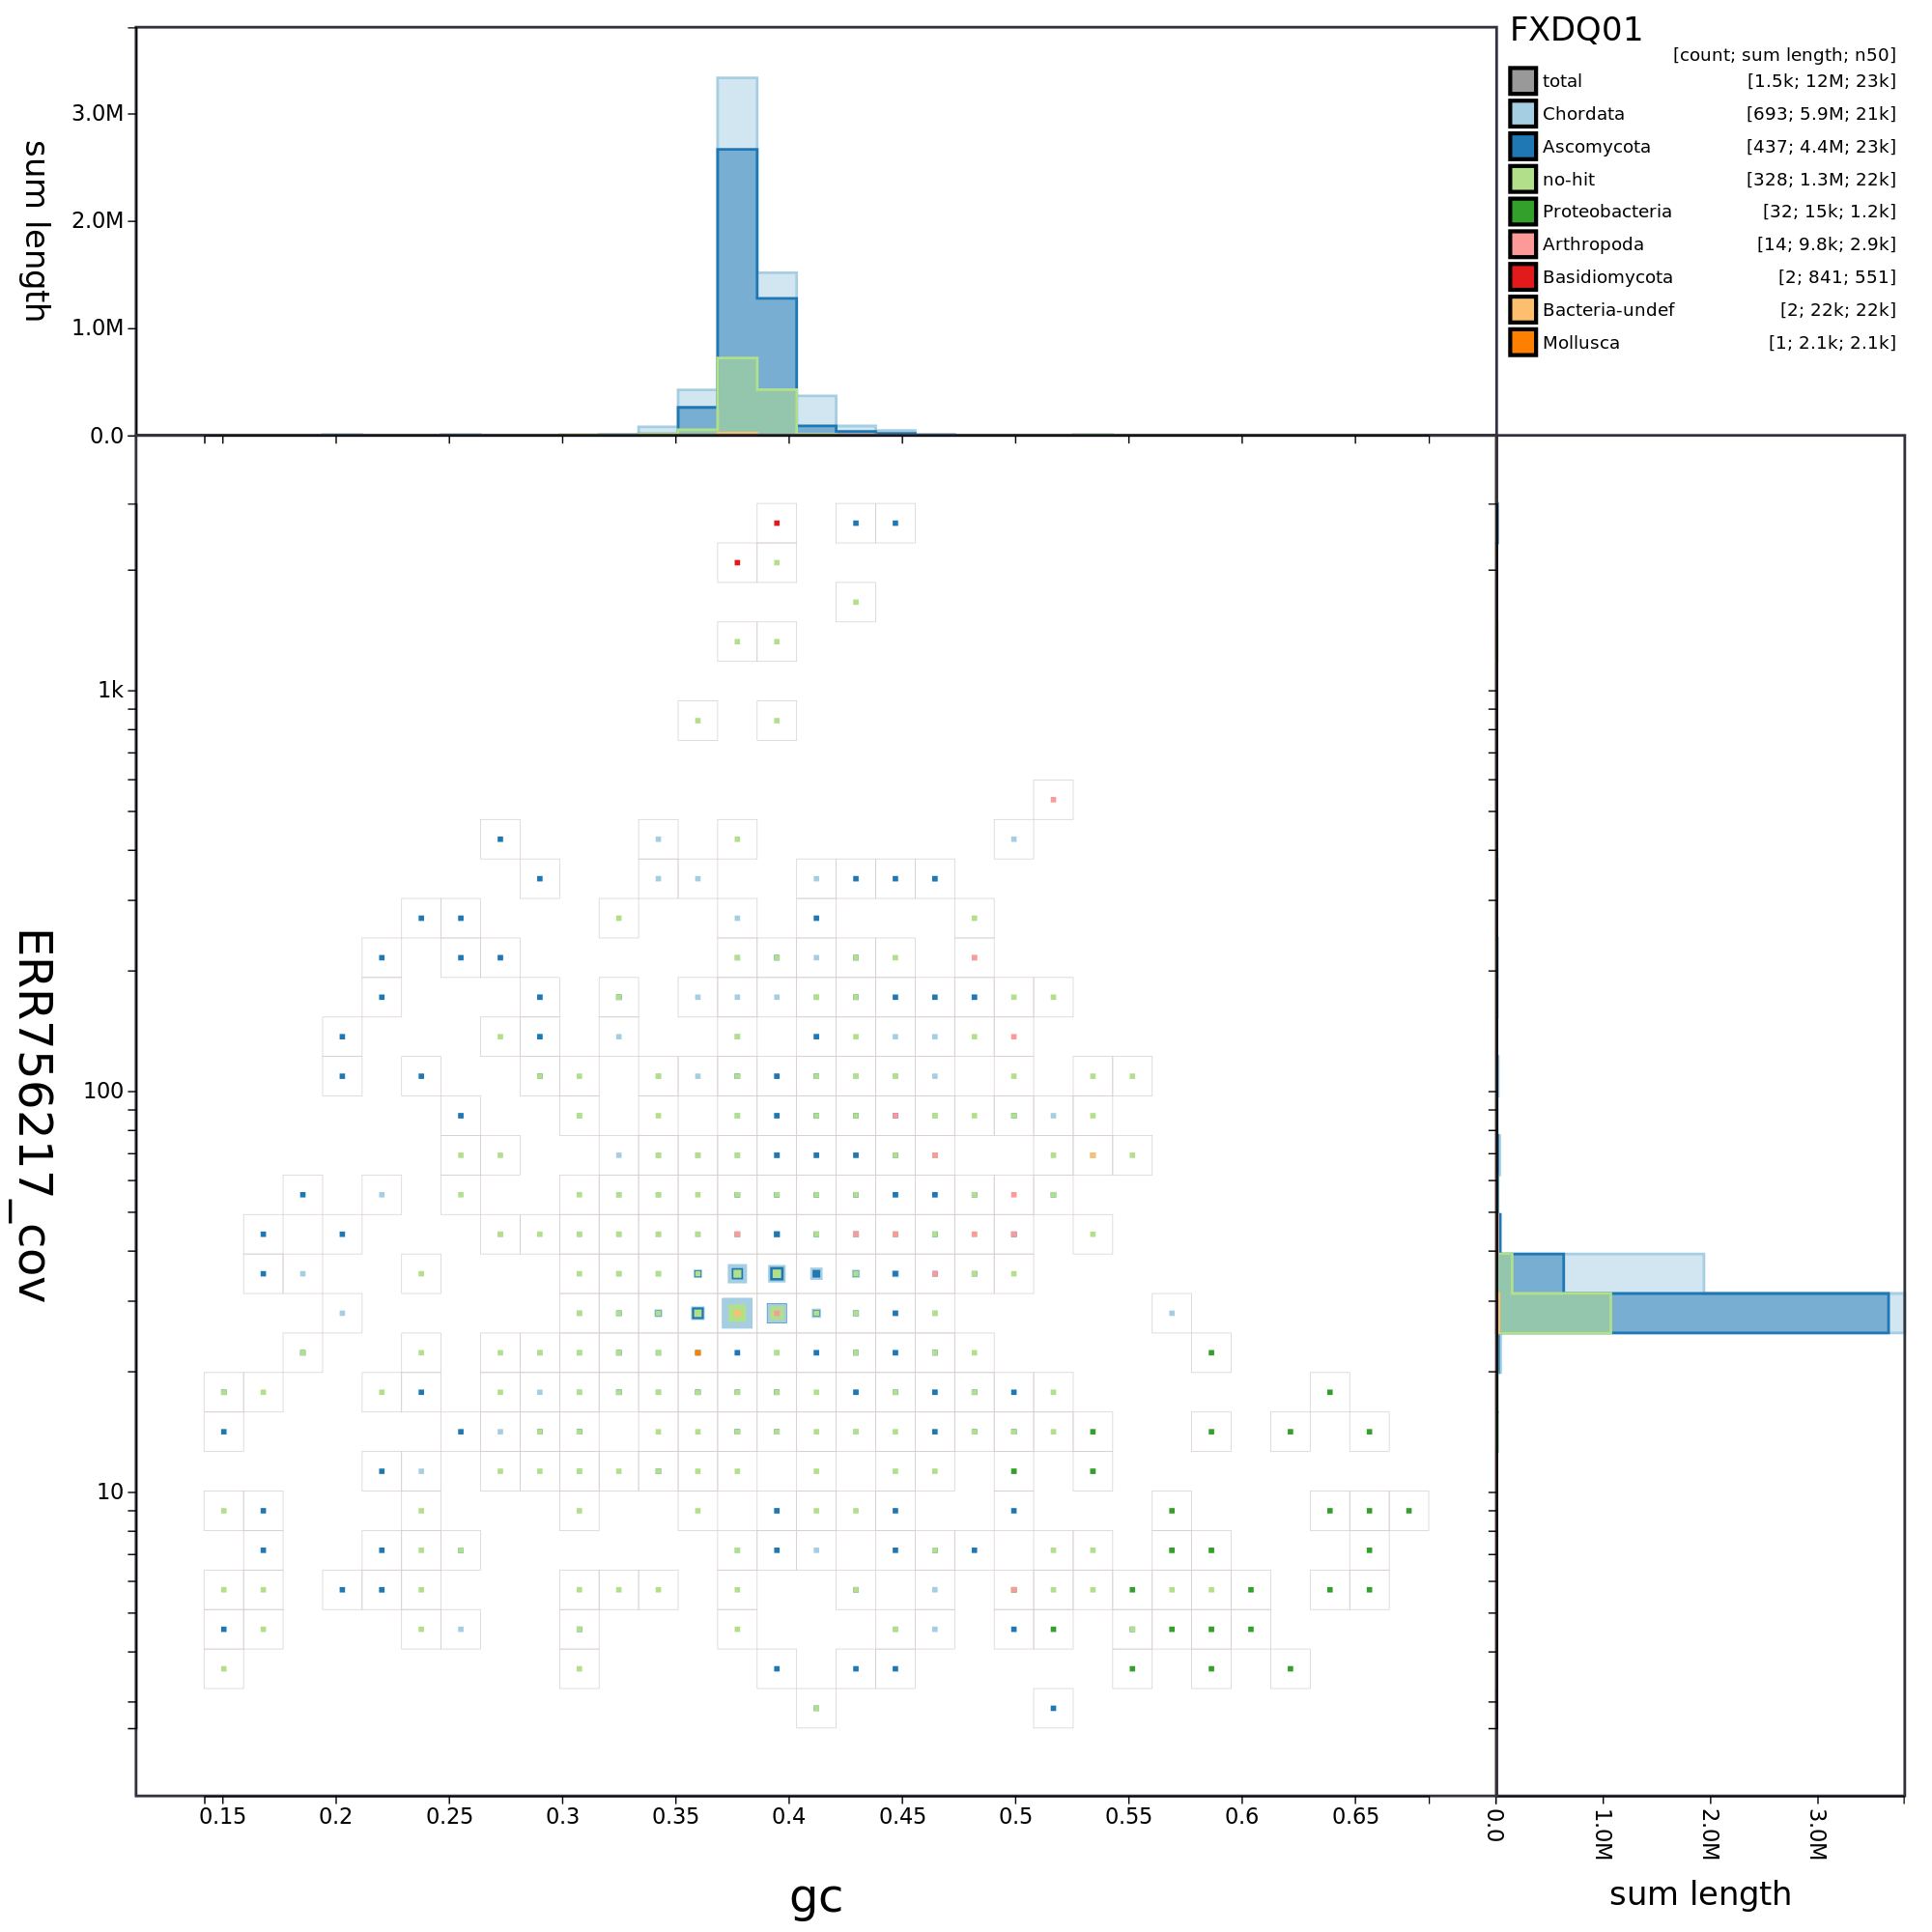 FXDQ01
[count; sum length; n50]
total [1.5k; 12M; 23k]
Chordata [693; 5.9M; 21k]
Ascomycota [437; 4.4M; 23k]
no-hit [328; 1.3M; 22k]
Proteobacteria [32; 15k; 1.2k]
Arthropoda [14; 9.8k; 2.9k]
Basidiomycota [2; 841; 551]
Bacteria-undef [2; 22k; 22k]
Mollusca [1; 2.1k; 2.1k]
sum length
3.0M
2.0M
1.0M
0.0
ERR756217_cov
1k
100
10
0.15 0.2 0.25 0.3 0.35 0.4 0.45 0.5 0.55 0.6 0.65
gc
0.0 1.0M 2.0M 3.0M
sum length